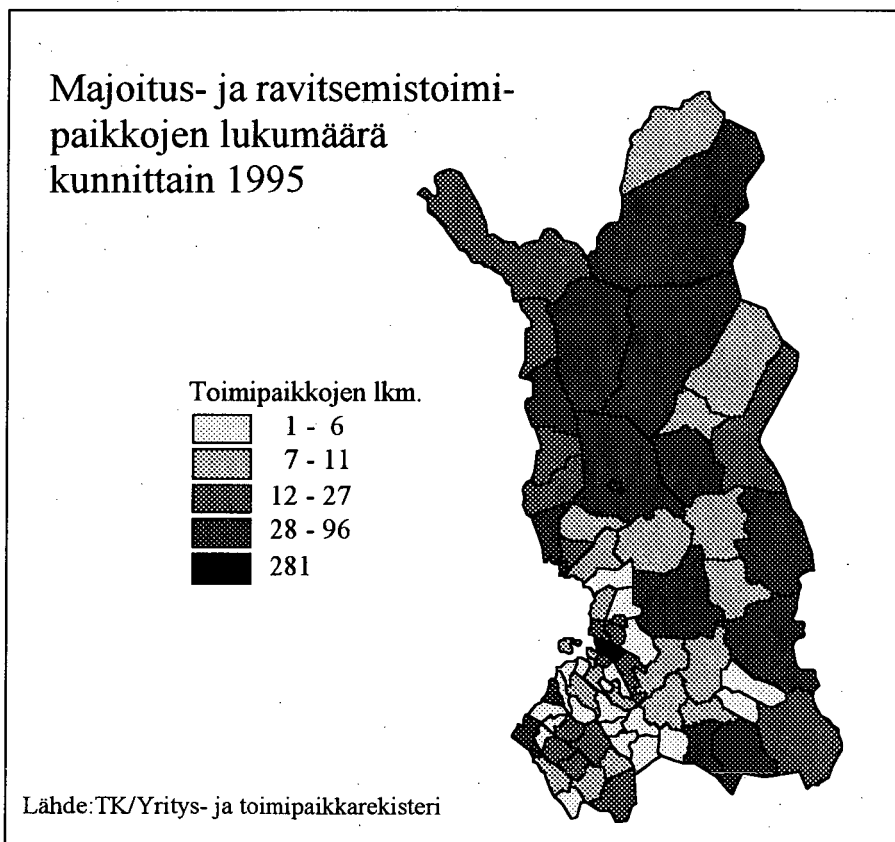 Majoitus- ja ravitsemistoimi-
paikkojen lukumäärä
kunnittain 1995
Toimipaikkojen lkm.
1 - 6
7 - 11
12 - 27
28 - 96
281
Lähde:TK/Yritys- ja toimipaikkarekisteri